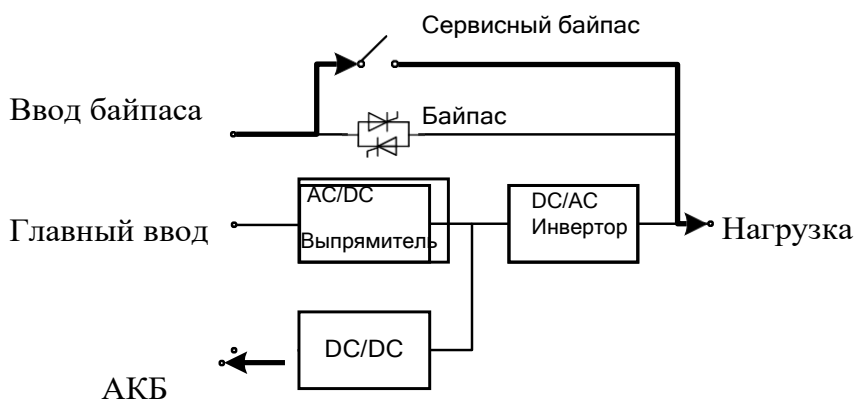 Сервисный байпас
Ввод байпаса
Байпас
AC/DC
Выпрямитель
DC/AC
Инвертор
Главный ввод
Нагрузка
DC/DC
АКБ